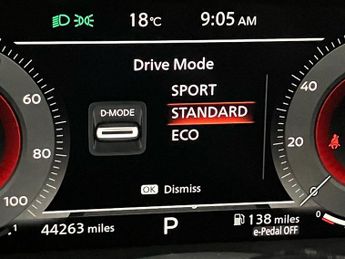 18°C 9:05 AM
Drive Mode
SPORT
D-MODE
STANDARD
ECO
OK Dismiss
60
80
100
40
20
0
44263 miles
P
138 miles
e-Pedal OFF